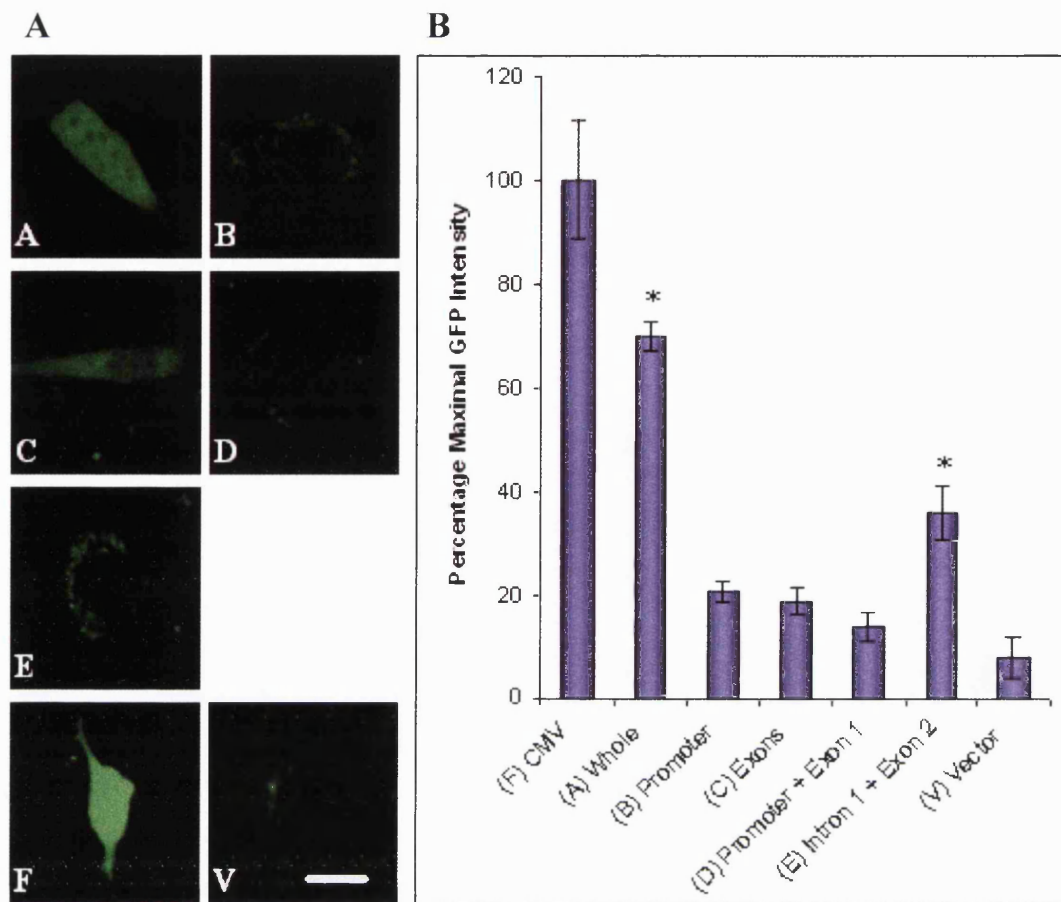 A
B
A
B
C
D
E
F
V
120
100
80
60
40
20
0
Percentage Maximal GFP Intensity
*
*
(F) CMV
(A) Whole
(B) Promoter
(C) Exons
(D) Promoter + Exon 1
(E) Intron 1 + Exon 2
(V) Vector